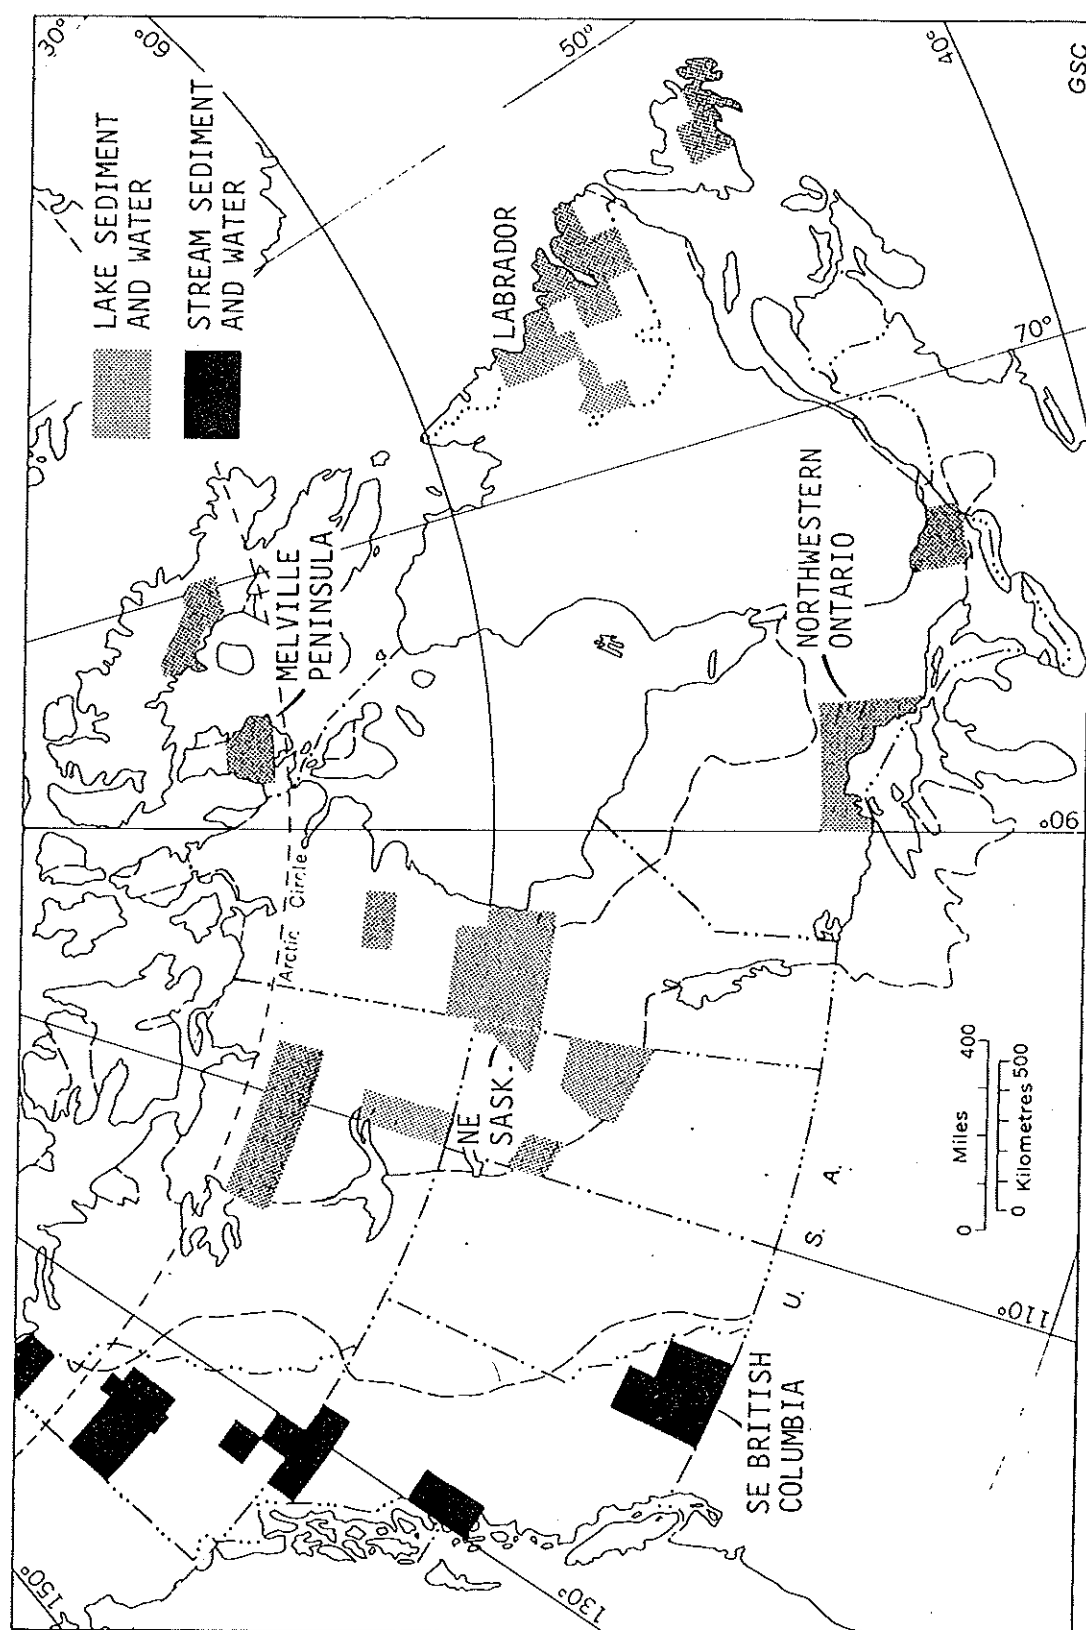 LAKE SEDIMENT
AND WATER
STREAM SEDIMENT
AND WATER
30°
60°
50°
40°
GSC
70°
90°
110°
130°
150°
LABRADOR
MELVILLE
PENINSULA
NORTHWESTERN
ONTARIO
Arctic Circle
NE
SASK.
SE BRITISH
COLUMBIA
U. S. A.
Miles
0 400
0 Kilometres 500